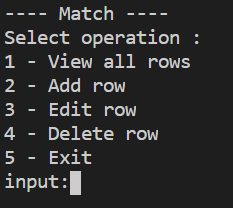 ---- Match ----
Select operation :
1 - View all rows
2 - Add row
3 - Edit row
4 - Delete row
5 - Exit
input: